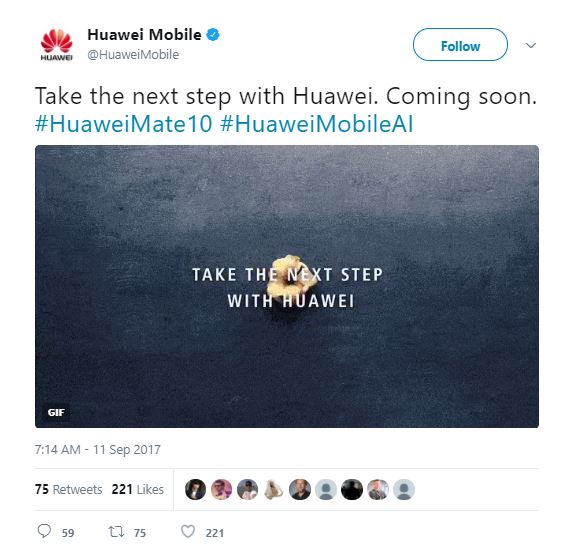 Huawei Mobile
@HuaweiMobile
HUAWEI
Follow
Take the next step with Huawei. Coming soon.
#HuaweiMate10 #HuaweiMobileAI
TAKE THE NEXT STEP
WITH HUAWEI
GIF
7:14 AM - 11 Sep 2017
75 Retweets 221 Likes
59 75 221